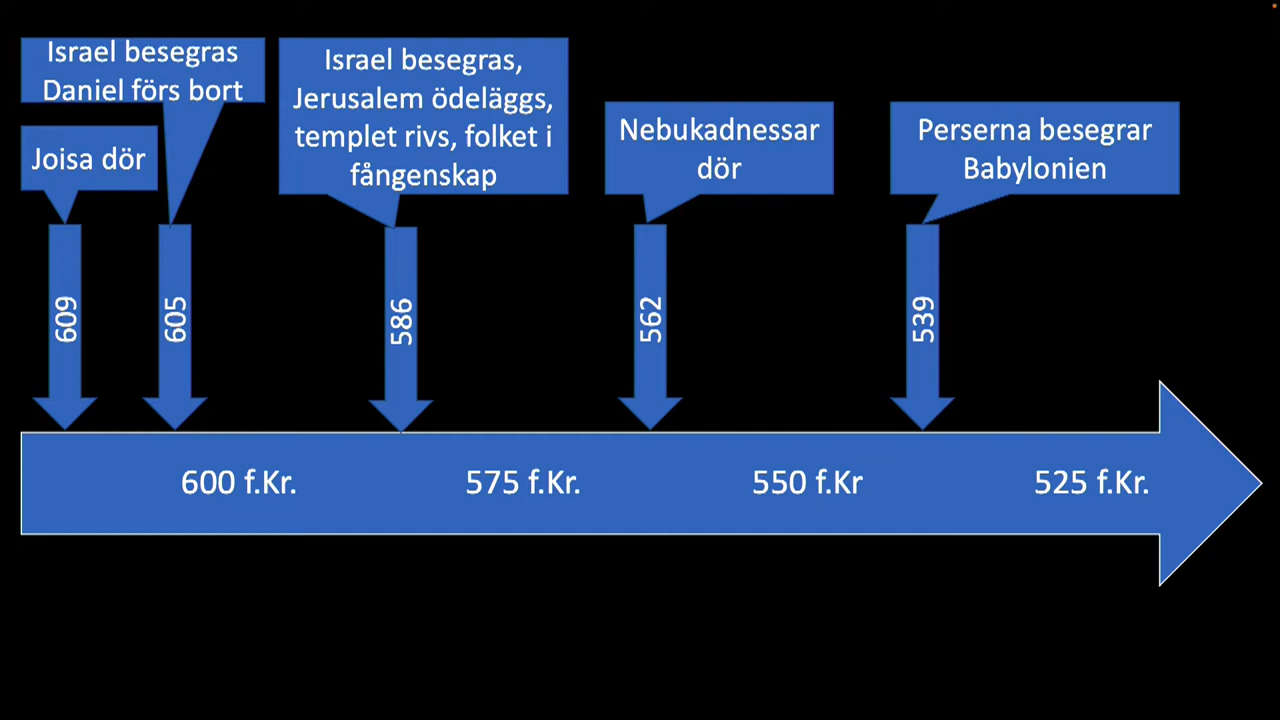 Israel besegras
Daniel förs bort
Joisa dör
Israel besegras,
Jerusalem ödeläggs,
templet rivs, folket i
fångenskap
Nebukadnessar
dör
Perserna besegrar
Babylonien
609
605
586
562
539
600 f.Kr.
575 f.Kr.
550 f.Kr
525 f.Kr.